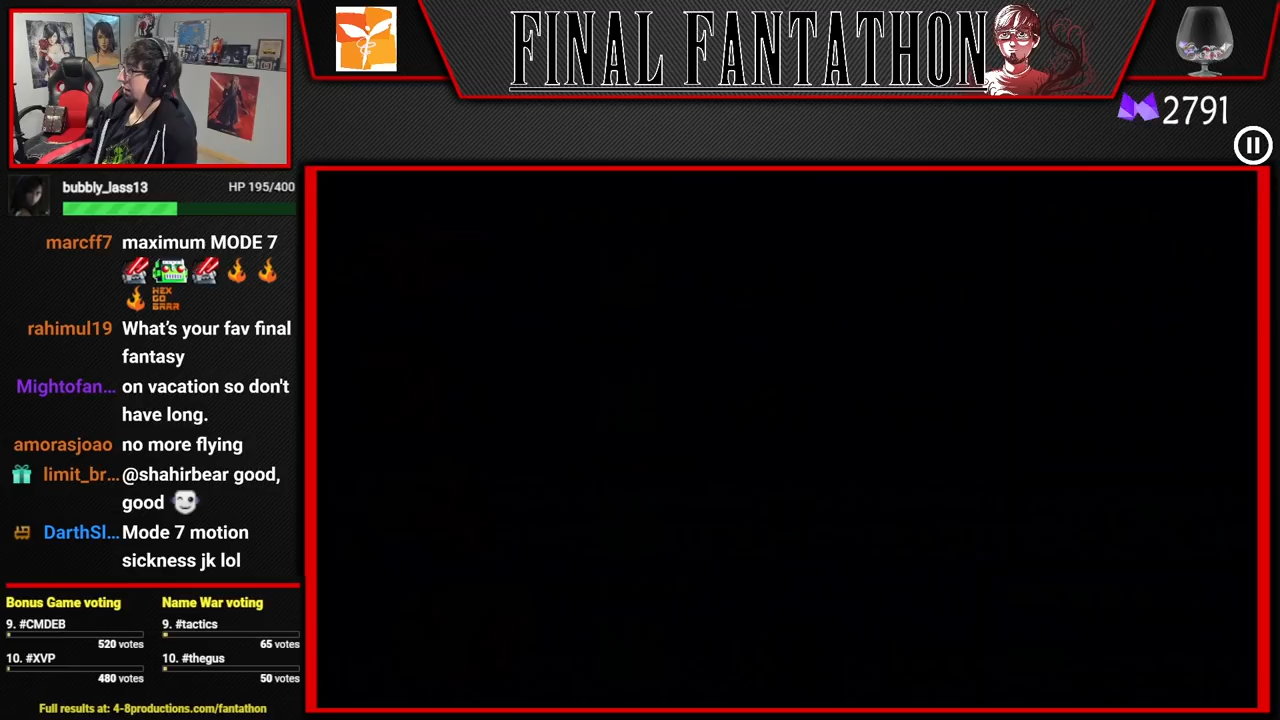 FINAL FANTATHON
2791
bubbly_lass13 HP 195/400
marcff7 maximum MODE 7
HEX
GO
BRRR
rahimul19 What's your fav final
fantasy
Mightofan... on vacation so don't
have long.
amorasjoao no more flying
limit_br... @shahirbear good,
good
DarthSl... Mode 7 motion
sickness jk lol
Bonus Game voting
9. #CMDEB
520 votes
10. #XVP
480 votes
Name War voting
9. #tactics
65 votes
10. #thegus
50 votes
Full results at: 4-8productions.com/fantathon